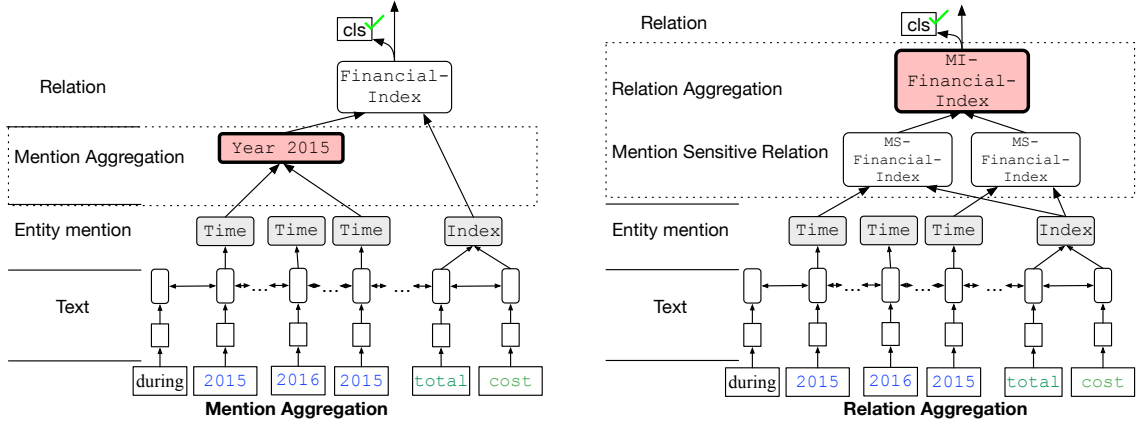 cls
Financial-
Index
Relation
Year 2015
Mention Aggregation
Entity mention
Time
Time
Time
Index
... ... ...
Text
during
2015
2016
2015
total
cost
Mention Aggregation
Relation
cls
MI-
Financial-
Index
Relation Aggregation
Mention Sensitive Relation
MS-
Financial-
Index
MS-
Financial-
Index
Entity mention
Time
Time
Time
Index
... ... ...
Text
during
2015
2016
2015
total
cost
Relation Aggregation